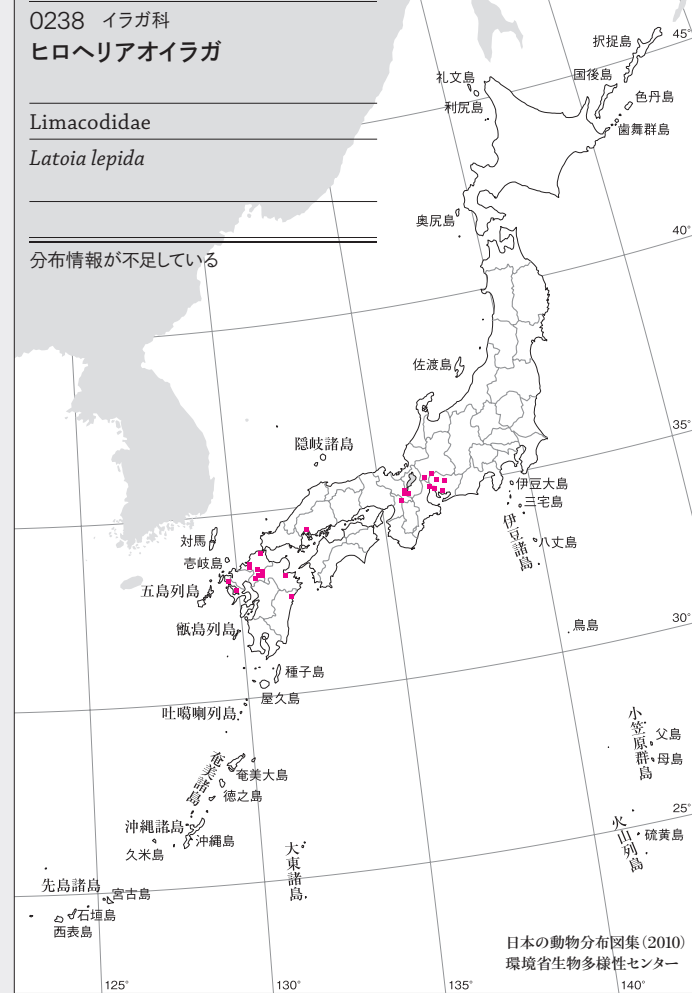 0238 イラガ科
ヒロヘリアオイラガ
Limacodidae
Latoia lepida
分布情報が不足している
択捉島
45°
国後島
礼文島
色丹島
利尻島
歯舞群島
奥尻島
40°
佐渡島
35°
隠岐諸島
伊豆大島
三宅島
伊豆諸島
八丈島
対馬
壱岐島
五島列島
甑島列島
鳥島
30°
種子島
屋久島
吐噶喇列島
小笠原群島
父島
母島
奄美諸島
奄美大島
徳之島
25°
沖縄諸島
沖縄島
久米島
火山列島
硫黄島
大東諸島
先島諸島
宮古島
石垣島
西表島
日本の動物分布図集(2010)
環境省生物多様性センター
125°
130°
135°
140°